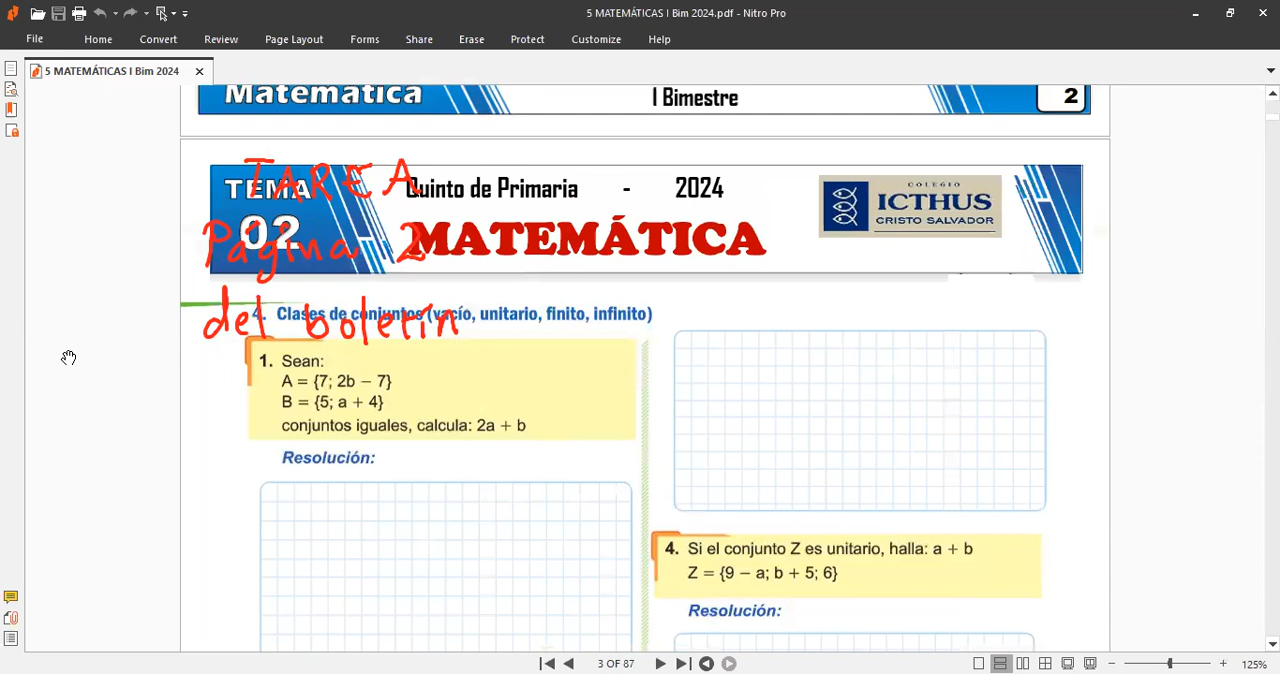 5 MATEMÁTICAS I Bim 2024.pdf - Nitro Pro
File Home Convert Review Page Layout Forms Share Erase Protect Customize Help
5 MATEMÁTICAS I Bim 2024
Matemática I Bimestre 2
TAREA
Página 2
del boletín
TEMA
02
Quinto de Primaria - 2024
MATEMÁTICA
COLEGIO
ICTHUS
CRISTO SALVADOR
4. Clases de conjuntos (vacío, unitario, finito, infinito)
1. Sean:
A = {7; 2b − 7}
B = {5; a + 4}
conjuntos iguales, calcula: 2a + b
Resolución:
4. Si el conjunto Z es unitario, halla: a + b
Z = {9 − a; b + 5; 6}
Resolución:
3 OF 87
125%